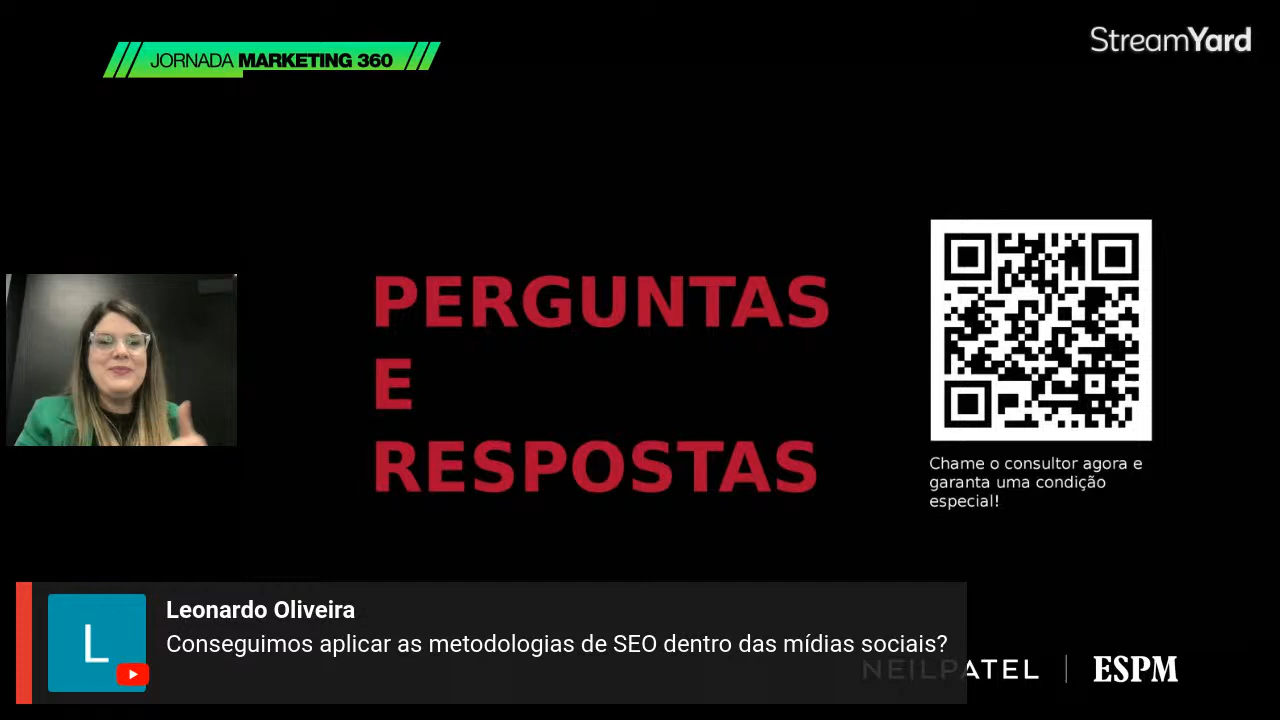 JORNADA MARKETING 360
StreamYard
PERGUNTAS
E
RESPOSTAS
Chame o consultor agora e
garanta uma condição
especial!
Leonardo Oliveira
L
Conseguimos aplicar as metodologias de SEO dentro das mídias sociais?
NEILPATEL
ESPM